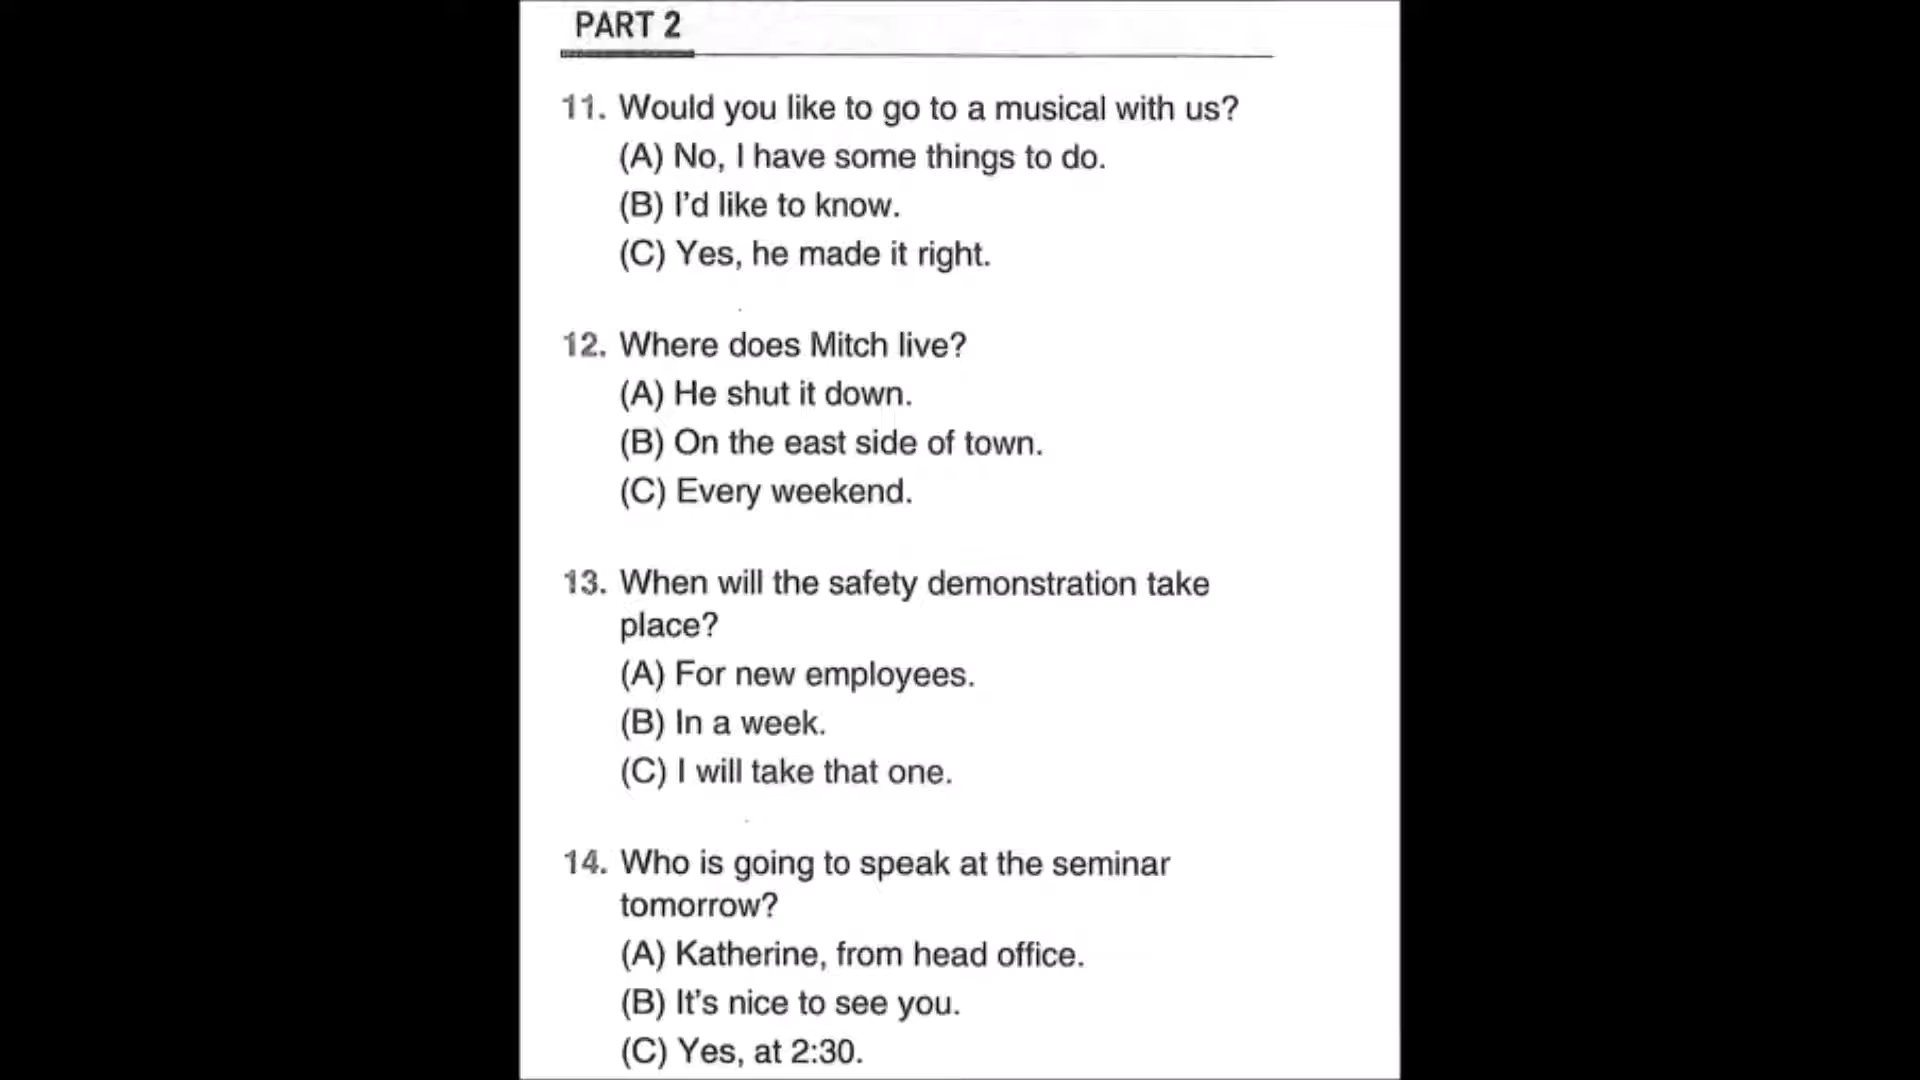 PART 2
11. Would you like to go to a musical with us?
(A) No, I have some things to do.
(B) I'd like to know.
(C) Yes, he made it right.
12. Where does Mitch live?
(A) He shut it down.
(B) On the east side of town.
(C) Every weekend.
13. When will the safety demonstration take
place?
(A) For new employees.
(B) In a week.
(C) I will take that one.
14. Who is going to speak at the seminar
tomorrow?
(A) Katherine, from head office.
(B) It's nice to see you.
(C) Yes, at 2:30.